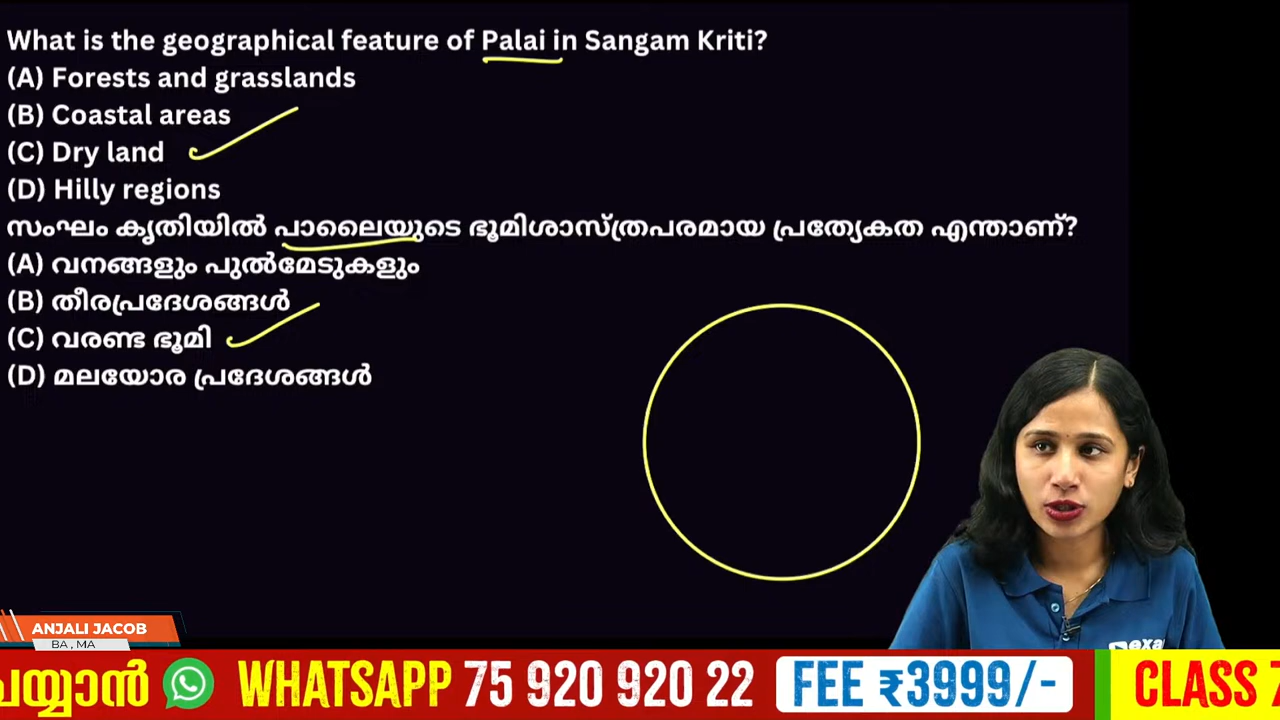 What is the geographical feature of Palai in Sangam Kriti?
(A) Forests and grasslands
(B) Coastal areas
(C) Dry land
(D) Hilly regions
സംഘം കൃതിയിൽ പാലൈയുടെ ഭൂമിശാസ്ത്രപരമായ പ്രത്യേകത എന്താണ്?
(A) വനങ്ങളും പുൽമേടുകളും
(B) തീരപ്രദേശങ്ങൾ
(C) വരണ്ട ഭൂമി
(D) മലയോര പ്രദേശങ്ങൾ
ANJALI JACOB
BA , MA
WHATSAPP 75 920 920 22 FEE ₹3999/- CLASS